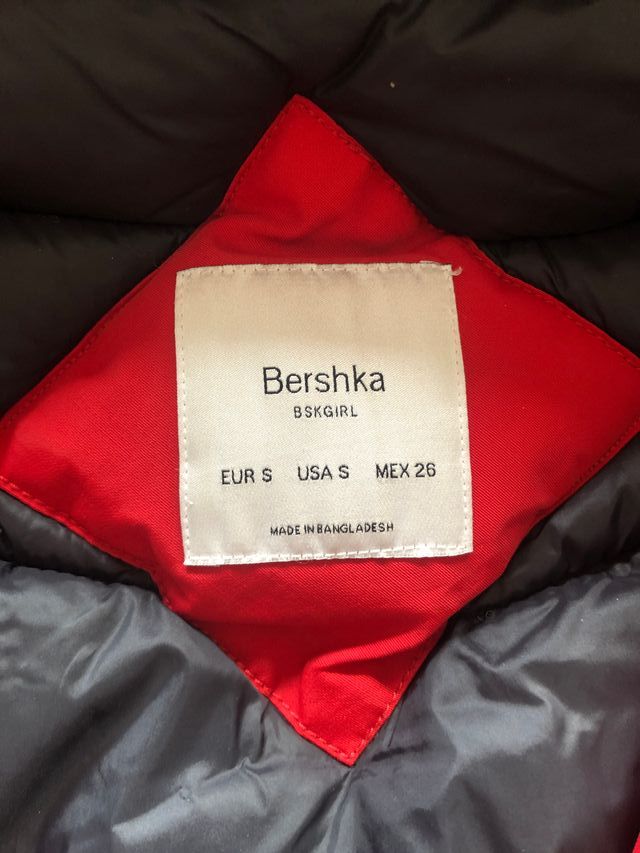 Bershka
BSKGIRL
EUR S USA S MEX 26
MADE IN BANGLADESH